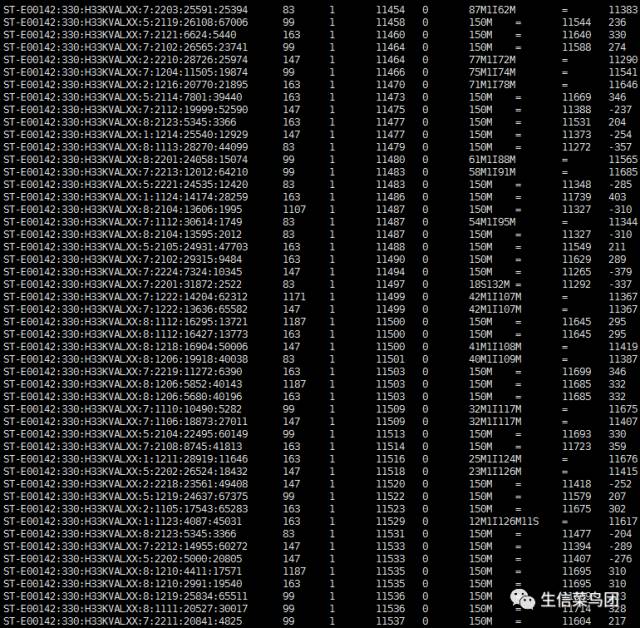 ST-E00142:330:H33KVALXX:7:2203:25591:25394 83 1 11454 0 87M1I62M = 11383
ST-E00142:330:H33KVALXX:5:2119:26108:67006 99 1 11458 0 150M = 11544 236
ST-E00142:330:H33KVALXX:7:2121:6624:5440 163 1 11460 0 150M = 11640 330
ST-E00142:330:H33KVALXX:7:2102:26565:23741 99 1 11464 0 150M = 11588 274
ST-E00142:330:H33KVALXX:2:2210:28726:25974 147 1 11464 0 77M1I72M = 11290
ST-E00142:330:H33KVALXX:7:1204:11505:19874 99 1 11466 0 75M1I74M = 11541
ST-E00142:330:H33KVALXX:2:1216:20770:21895 163 1 11470 0 71M1I78M = 11646
ST-E00142:330:H33KVALXX:5:2114:7801:39440 163 1 11473 0 150M = 11669 346
ST-E00142:330:H33KVALXX:7:2112:19999:52590 147 1 11475 0 150M = 11388 -237
ST-E00142:330:H33KVALXX:8:2123:5345:3366 163 1 11477 0 150M = 11531 204
ST-E00142:330:H33KVALXX:1:1214:25540:12929 147 1 11477 0 150M = 11373 -254
ST-E00142:330:H33KVALXX:8:1113:28270:44099 83 1 11479 0 150M = 11272 -357
ST-E00142:330:H33KVALXX:8:2201:24058:15074 99 1 11480 0 61M1I88M = 11565
ST-E00142:330:H33KVALXX:7:2213:12012:64210 99 1 11483 0 58M1I91M = 11685
ST-E00142:330:H33KVALXX:5:2221:24535:12420 83 1 11483 0 150M = 11348 -285
ST-E00142:330:H33KVALXX:1:1124:14174:28259 163 1 11486 0 150M = 11739 403
ST-E00142:330:H33KVALXX:8:2104:13606:1995 1107 1 11487 0 150M = 11327 -310
ST-E00142:330:H33KVALXX:7:1112:30614:1749 83 1 11487 0 54M1I95M = 11344
ST-E00142:330:H33KVALXX:8:2104:13595:2012 83 1 11487 0 150M = 11327 -310
ST-E00142:330:H33KVALXX:5:2105:24931:47703 163 1 11488 0 150M = 11549 211
ST-E00142:330:H33KVALXX:7:2102:29315:9484 163 1 11490 0 150M = 11629 289
ST-E00142:330:H33KVALXX:7:2224:7324:10345 147 1 11494 0 150M = 11265 -379
ST-E00142:330:H33KVALXX:7:2201:31872:2522 83 1 11497 0 18S132M = 11292 -337
ST-E00142:330:H33KVALXX:7:1222:14204:62312 1171 1 11499 0 42M1I107M = 11367
ST-E00142:330:H33KVALXX:7:1222:13636:65582 147 1 11499 0 42M1I107M = 11367
ST-E00142:330:H33KVALXX:8:1112:16295:13721 1187 1 11500 0 150M = 11645 295
ST-E00142:330:H33KVALXX:8:1112:16427:13773 163 1 11500 0 150M = 11645 295
ST-E00142:330:H33KVALXX:8:1218:16904:50006 147 1 11500 0 41M1I108M = 11419
ST-E00142:330:H33KVALXX:8:1206:19918:40038 83 1 11501 0 40M1I109M = 11387
ST-E00142:330:H33KVALXX:7:2219:11272:6390 163 1 11503 0 150M = 11699 346
ST-E00142:330:H33KVALXX:8:1206:5852:40143 1187 1 11503 0 150M = 11685 332
ST-E00142:330:H33KVALXX:8:1206:5680:40196 163 1 11503 0 150M = 11685 332
ST-E00142:330:H33KVALXX:7:1110:10490:5282 99 1 11509 0 32M1I117M = 11675
ST-E00142:330:H33KVALXX:7:1106:18873:27011 147 1 11509 0 32M1I117M = 11407
ST-E00142:330:H33KVALXX:5:2104:22495:60149 99 1 11513 0 150M = 11693 330
ST-E00142:330:H33KVALXX:7:2108:8745:41813 163 1 11514 0 150M = 11723 359
ST-E00142:330:H33KVALXX:1:1211:28919:11646 163 1 11516 0 25M1I124M = 11676
ST-E00142:330:H33KVALXX:5:2202:26524:18432 147 1 11518 0 23M1I126M = 11415
ST-E00142:330:H33KVALXX:2:2218:23561:49408 147 1 11520 0 150M = 11418 -252
ST-E00142:330:H33KVALXX:5:1219:24637:67375 99 1 11522 0 150M = 11579 207
ST-E00142:330:H33KVALXX:2:1105:17543:65283 163 1 11523 0 150M = 11675 302
ST-E00142:330:H33KVALXX:1:1123:4087:45031 163 1 11529 0 12M1I126M11S = 11617
ST-E00142:330:H33KVALXX:8:2123:5345:3366 83 1 11531 0 150M = 11477 -204
ST-E00142:330:H33KVALXX:7:2212:14955:60272 147 1 11533 0 150M = 11394 -289
ST-E00142:330:H33KVALXX:5:2202:5000:20805 147 1 11533 0 150M = 11407 -276
ST-E00142:330:H33KVALXX:8:1210:4411:17571 1187 1 11535 0 150M = 11695 310
ST-E00142:330:H33KVALXX:8:1210:2991:19540 163 1 11535 0 150M = 11695 310
ST-E00142:330:H33KVALXX:8:1219:25834:65511 99 1 11536 0 150M =
ST-E00142:330:H33KVALXX:8:1111:20527:30017 99 1 11536 0 150M = 11714 328
ST-E00142:330:H33KVALXX:2:2211:20841:4825 99 1 11537 0 150M = 11604 217
生信菜鸟团